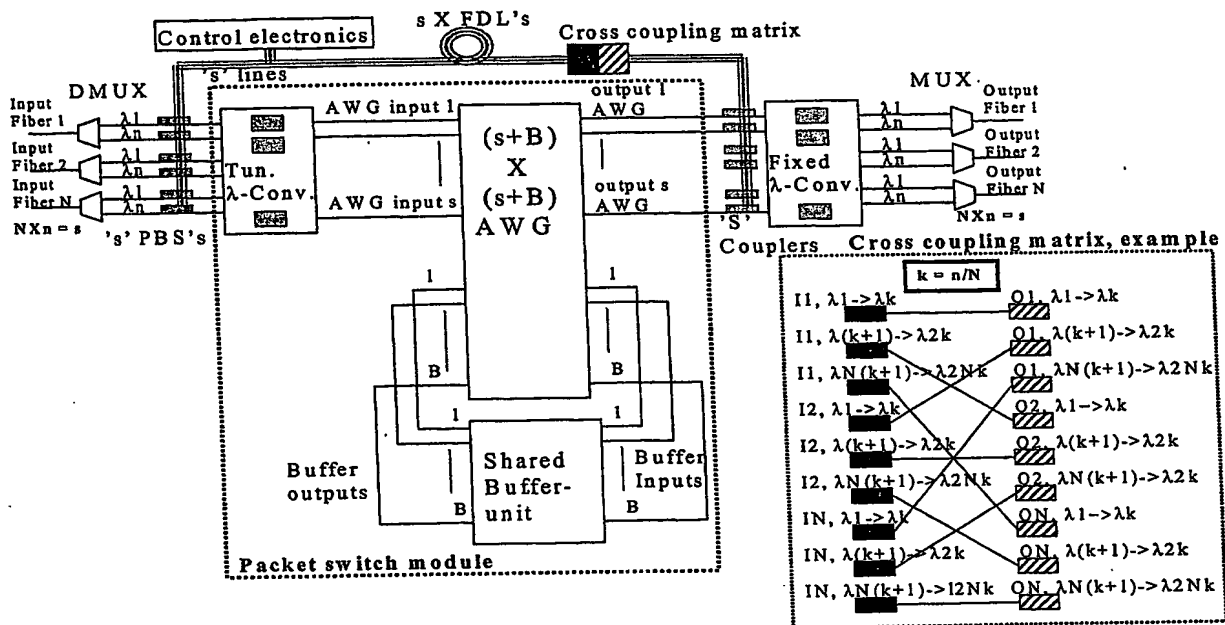 s X FDL's
Control electronics
Cross coupling matrix
's' lines
DMUX
MUX
Input
Fiber 1
λ1
λn
Input
Fiber 2
λ1
λn
Input
Fiber N
λ1
λn
NXn = s
's' PBS's
Tun.
λ-Conv.
AWG input 1
AWG input s
(s+B)
X
(s+B)
AWG
output 1
AWG
output s
AWG
'S'
Couplers
Fixed
λ-Conv.
λ1
λn
Output
Fiber 1
λ1
λn
Output
Fiber 2
λ1
λn
Output
Fiber N
NXn = s
1
B
1
B
1
B
1
B
Buffer
outputs
Shared
Buffer-
unit
Buffer
Inputs
Packet switch module
Cross coupling matrix, example
k = n/N
I1, λ1->λk
O1, λ1->λk
I1, λ(k+1)->λ2k
O1, λ(k+1)->λ2k
I1, λN(k+1)->λ2Nk
O1, λN(k+1)->λ2Nk
I2, λ1->λk
O2, λ1->λk
I2, λ(k+1)->λ2k
O2, λ(k+1)->λ2k
I2, λN(k+1)->λ2Nk
O2, λN(k+1)->λ2Nk
IN, λ1->λk
ON, λ1->λk
IN, λ(k+1)->λ2k
ON, λ(k+1)->λ2k
IN, λN(k+1)->l2Nk
ON, λN(k+1)->λ2Nk